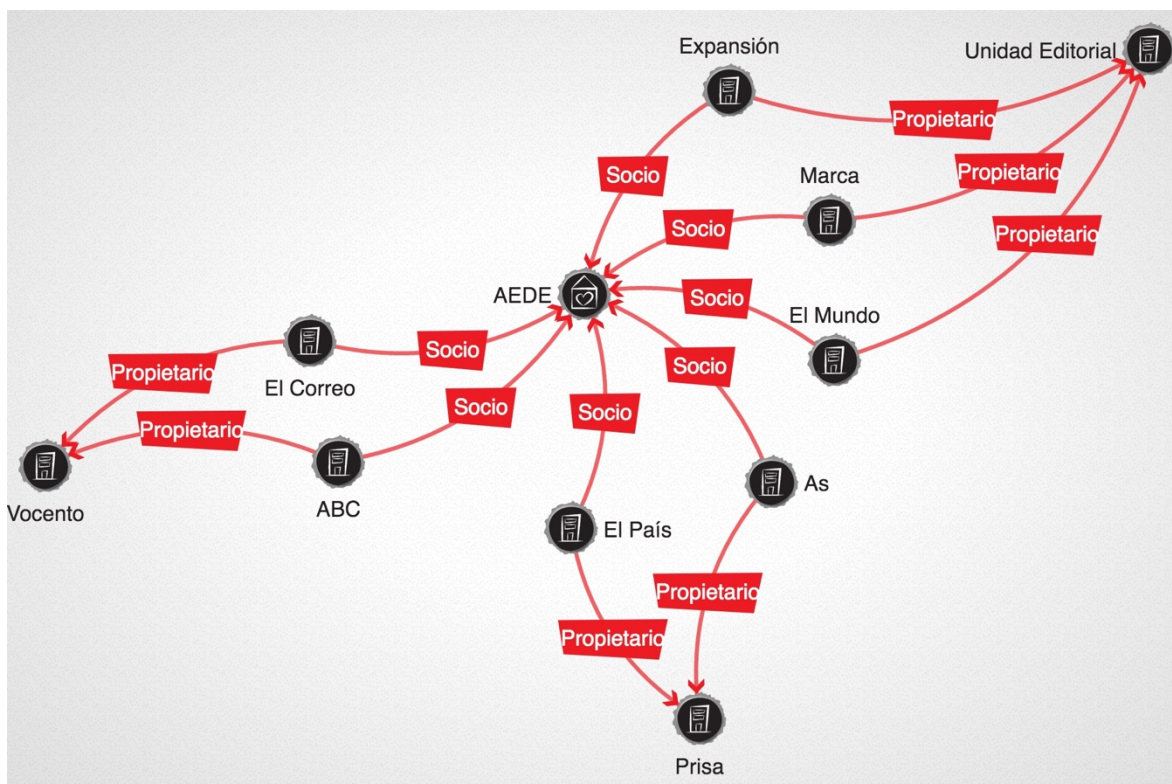 Expansión
Unidad Editorial
Propietario
Socio
Marca
Propietario
Socio
Propietario
AEDE
Socio
El Mundo
Socio
Propietario
El Correo
Socio
Socio
Socio
Propietario
Vocento
ABC
As
El País
Propietario
Propietario
Prisa